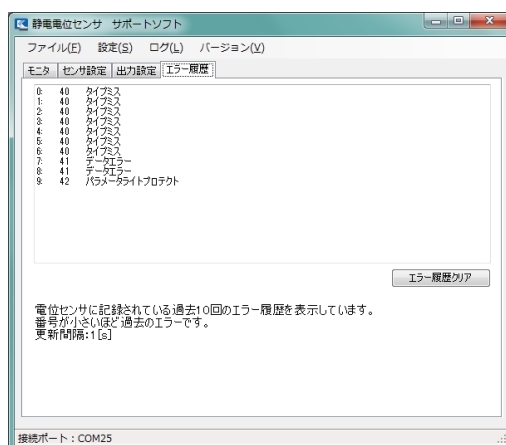 静電電位センサ サポートソフト
ファイル(F) 設定(S) ログ(L) バージョン(V)
モニタ センサ設定 出力設定 エラー履歴
0: 40 タイプミス
1: 40 タイプミス
2: 40 タイプミス
3: 40 タイプミス
4: 40 タイプミス
5: 40 タイプミス
6: 40 タイプミス
7: 41 データエラー
8: 41 データエラー
9: 42 パラメータライトプロテクト
エラー履歴クリア
電位センサに記録されている過去10回のエラー履歴を表示しています。
番号が小さいほど過去のエラーです。
更新間隔:1[s]
接続ポート：COM25